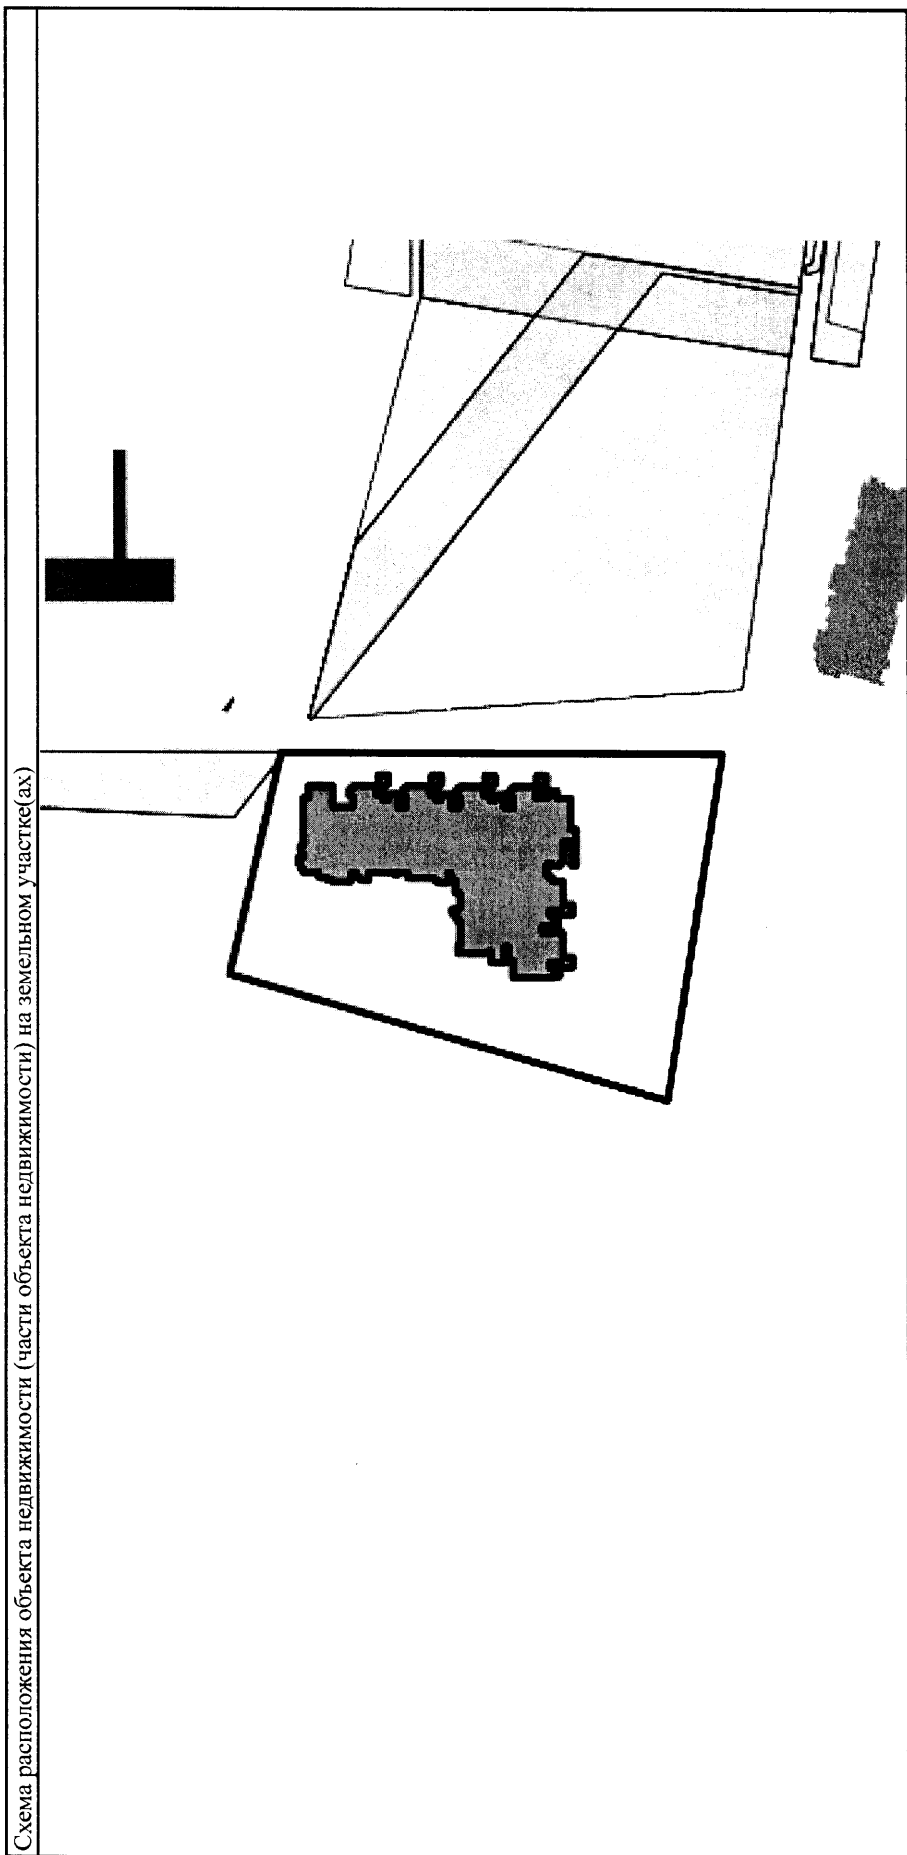 Схема расположения объекта недвижимости (части объекта недвижимости) на земельном участке(ах)